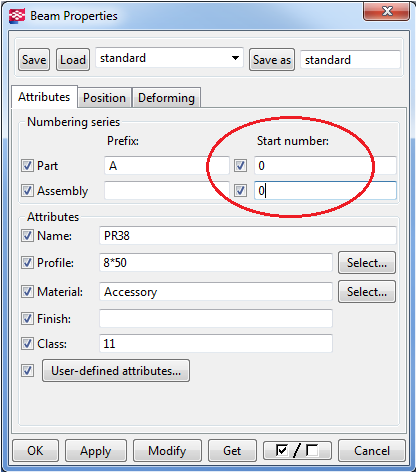 Beam Properties
Save Load standard Save as standard
Attributes Position Deforming
Numbering series
Prefix: Start number:
Part A 0
Assembly 0
Attributes
Name: PR38
Profile: 8*50 Select...
Material: Accessory Select...
Finish:
Class: 11
User-defined attributes...
OK Apply Modify Get / Cancel